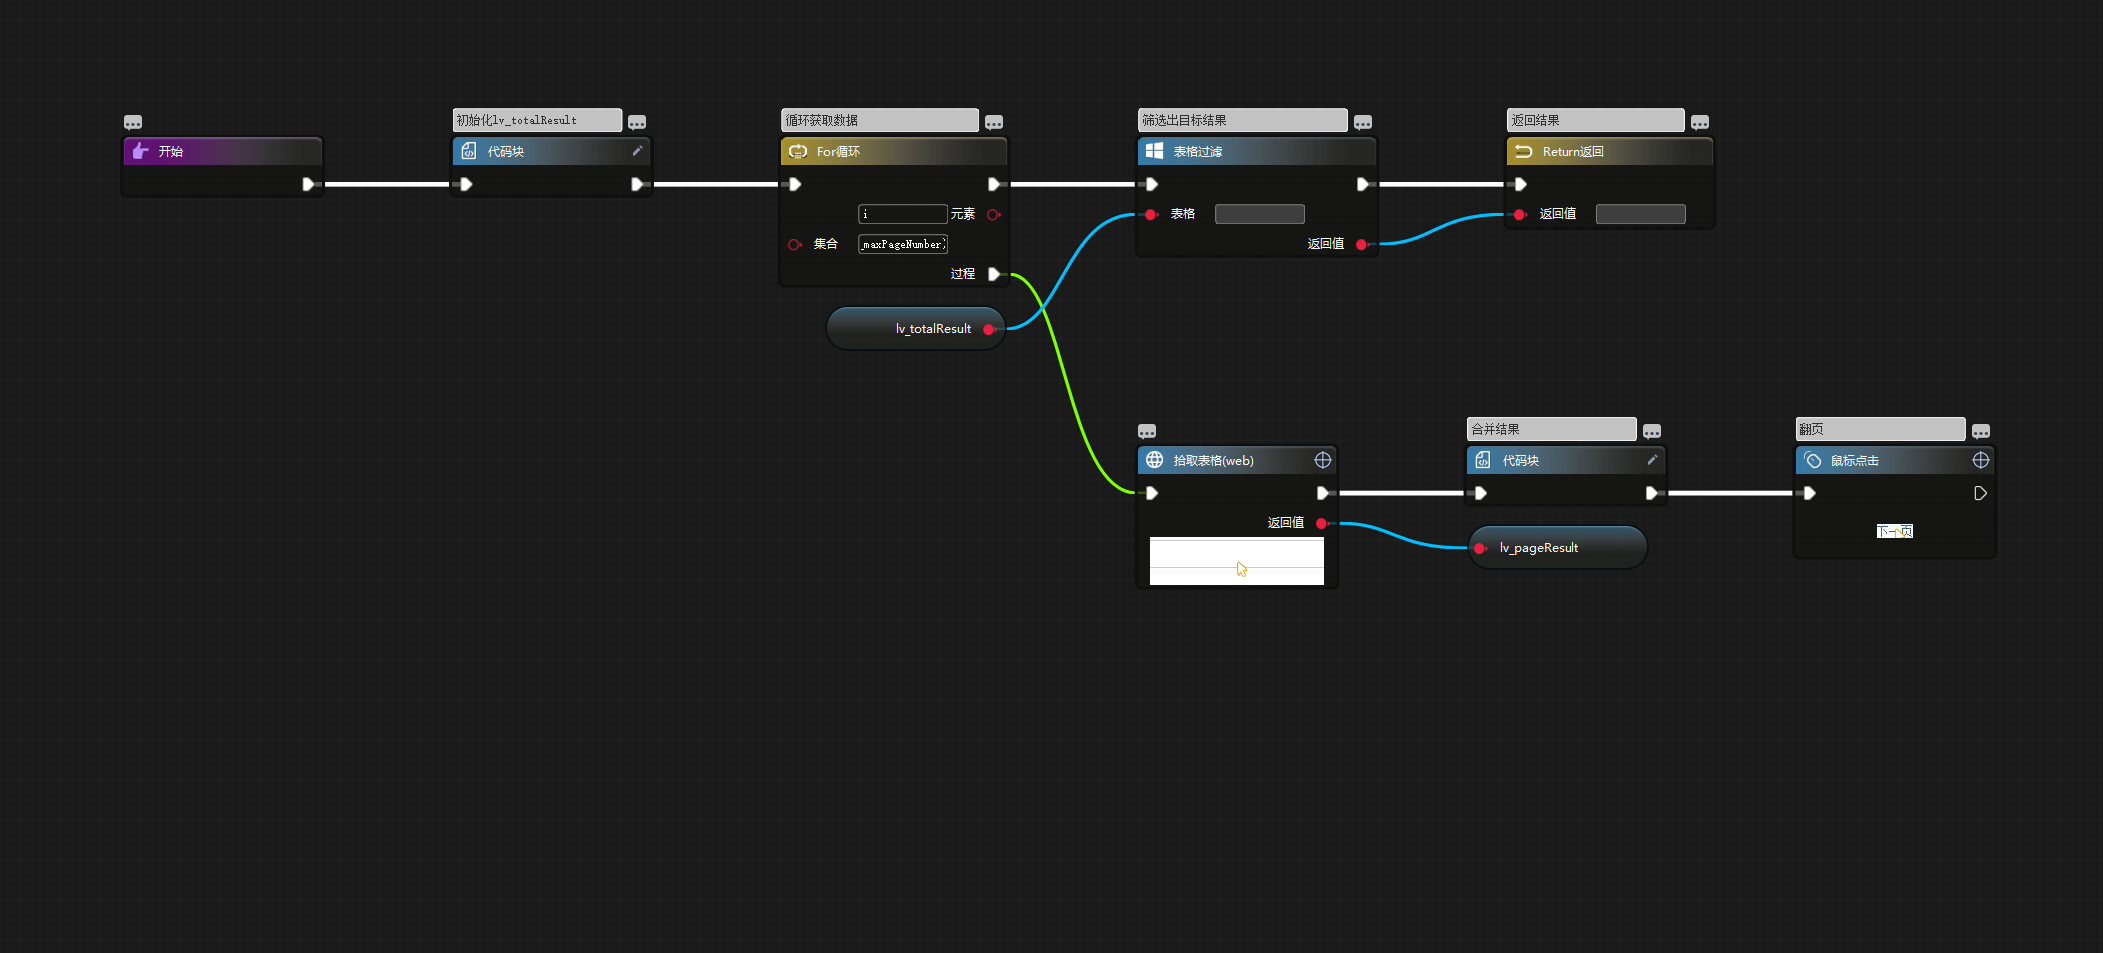 初始化lv_totalResult
循环获取数据
筛选出目标结果
返回结果
开始
代码块
For循环
表格过滤
Return返回
i
元素
表格
返回值
集合
_maxPageNumber)
返回值
过程
lv_totalResult
合并结果
翻页
拾取表格(web)
代码块
鼠标点击
返回值
下一页
lv_pageResult